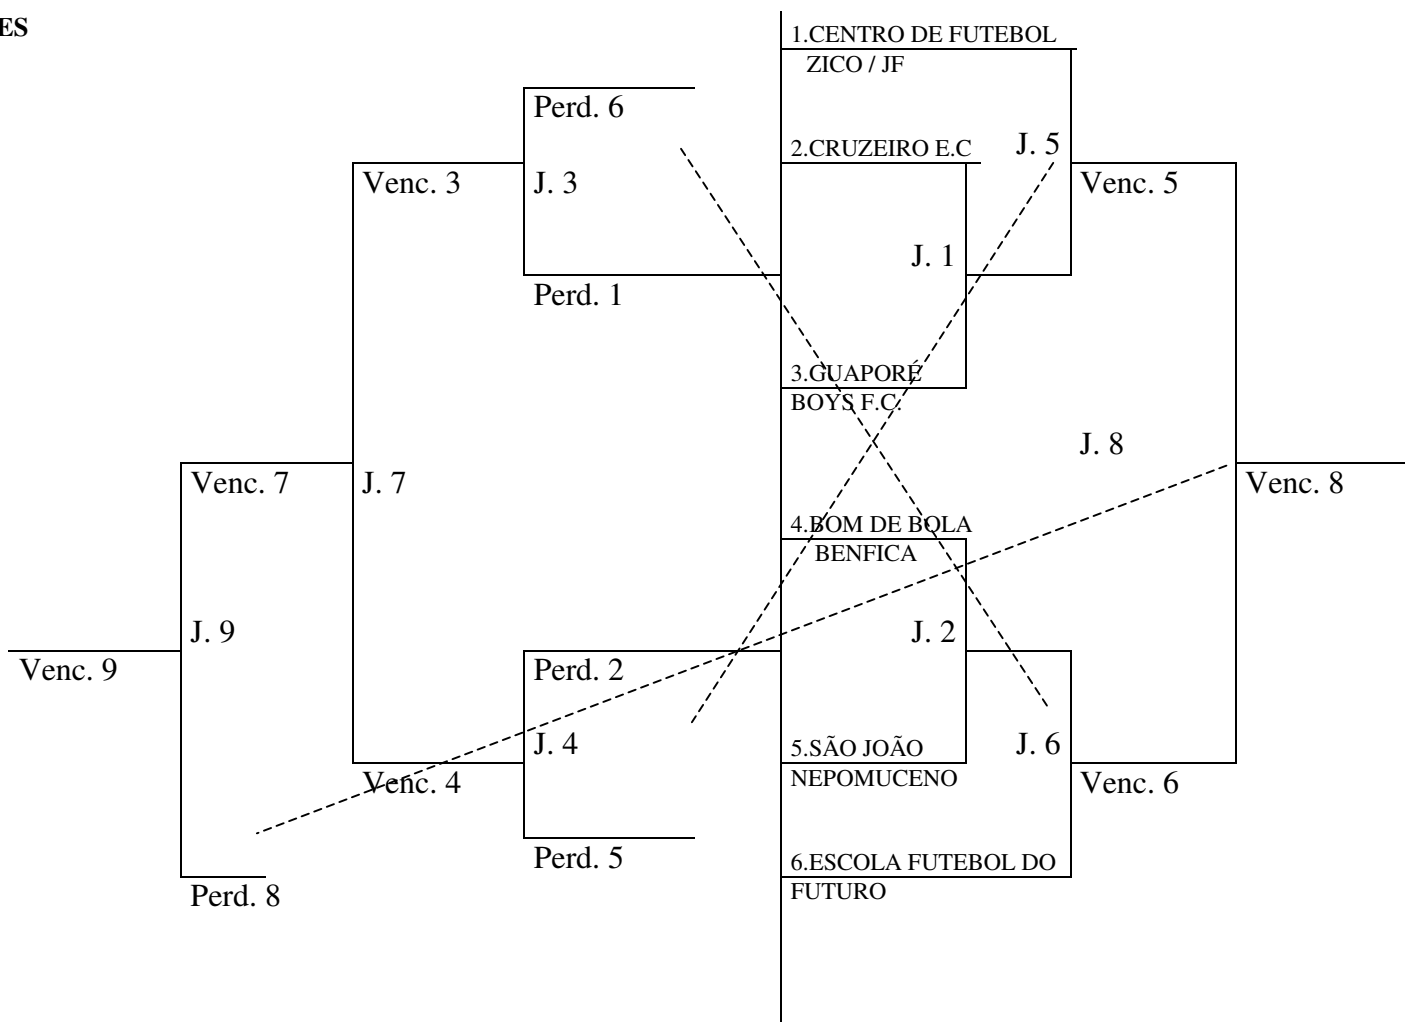 ES
1.CENTRO DE FUTEBOL
ZICO / JF
Perd. 6
2.CRUZEIRO E.C
J. 5
Venc. 3
J. 3
Venc. 5
J. 1
Perd. 1
3.GUAPORÉ
BOYS F.C.
J. 8
Venc. 7
J. 7
Venc. 8
4.BOM DE BOLA
BENFICA
J. 9
J. 2
Venc. 9
Perd. 2
J. 4
5.SÃO JOÃO
NEPOMUCENO
J. 6
Venc. 4
Venc. 6
Perd. 5
6.ESCOLA FUTEBOL DO
FUTURO
Perd. 8